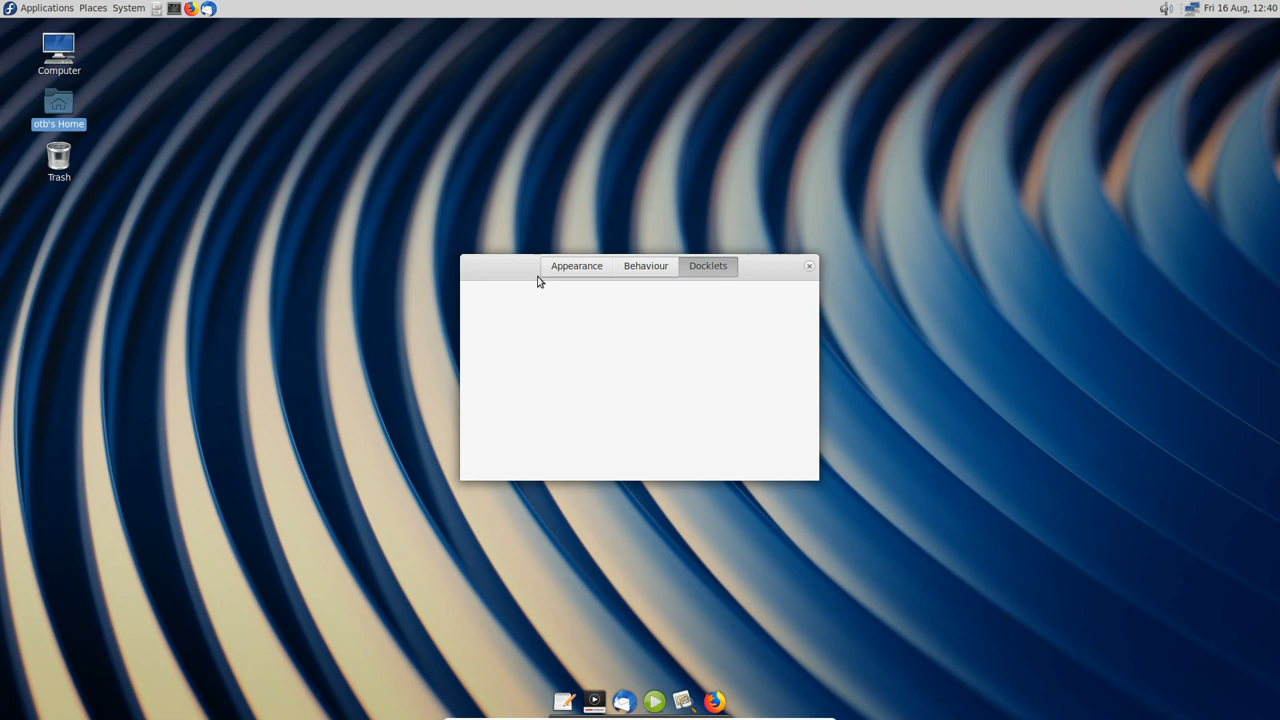 Applications Places System Fri 16 Aug, 12:40
Computer
otb's Home
Trash
Appearance Behaviour Docklets